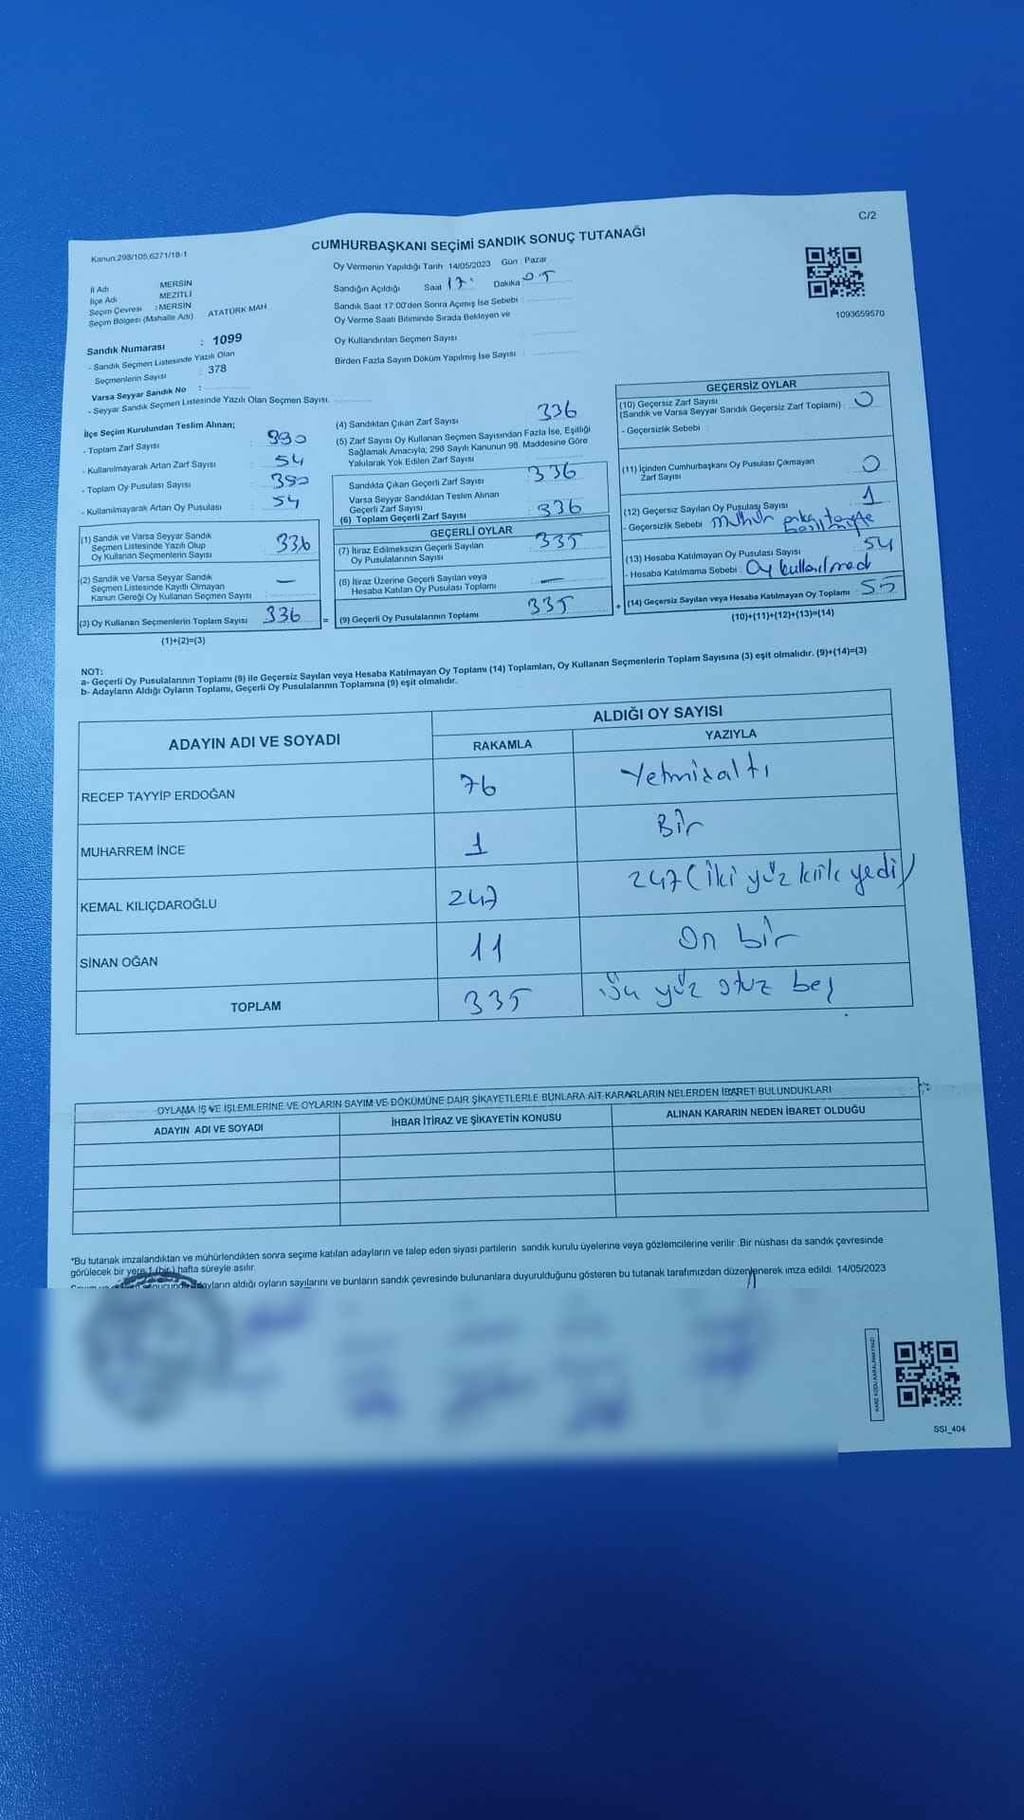 C/2
Kanun:298/105,6271/18-1
CUMHURBAŞKANI SEÇİMİ SANDIK SONUÇ TUTANAĞI
İl Adı MERSİN
İlçe Adı MEZİTLİ
Seçim Çevresi : MERSİN
Seçim Bölgesi (Mahalle Adı) ATATÜRK MAH
Sandık Numarası : 1099
- Sandık Seçmen Listesinde Yazılı Olan
Seçmenlerin Sayısı : 378
Varsa Seyyar Sandık No :
- Seyyar Sandık Seçmen Listesinde Yazılı Olan Seçmen Sayısı
Oy Vermenin Yapıldığı Tarih 14/05/2023 Gün : Pazar
Sandığın Açıldığı Saat 17: Dakika 05
Sandık Saat 17:00'den Sonra Açılmış İse Sebebi :
Oy Verme Saati Bitiminde Sırada Bekleyen ve
Oy Kullandırılan Seçmen Sayısı
Birden Fazla Sayım Döküm Yapılmış İse Sayısı :
1093659570
İlçe Seçim Kurulundan Teslim Alınan;
- Toplam Zarf Sayısı : 390
- Kullanılmayarak Artan Zarf Sayısı : 54
- Toplam Oy Pusulası Sayısı : 390
- Kullanılmayarak Artan Oy Pusulası : 54
(1) Sandık ve Varsa Seyyar Sandık
Seçmen Listesinde Yazılı Olup
Oy Kullanan Seçmenlerin Sayısı 336
(2) Sandık ve Varsa Seyyar Sandık
Seçmen Listesinde Kayıtlı Olmayan
Kanun Gereği Oy Kullanan Seçmen Sayısı —
(3) Oy Kullanan Seçmenlerin Toplam Sayısı 336
(1)+(2)=(3)
(4) Sandıktan Çıkan Zarf Sayısı 336
(5) Zarf Sayısı Oy Kullanan Seçmen Sayısından Fazla İse, Eşitliği
Sağlamak Amacıyla; 298 Sayılı Kanunun 98. Maddesine Göre
Yakılarak Yok Edilen Zarf Sayısı
Sandıkta Çıkan Geçerli Zarf Sayısı 336
Varsa Seyyar Sandıktan Teslim Alınan
Geçerli Zarf Sayısı
(6) Toplam Geçerli Zarf Sayısı 336
GEÇERLİ OYLAR
(7) İtiraz Edilmeksizin Geçerli Sayılan
Oy Pusulalarının Sayısı 335
(8) İtiraz Üzerine Geçerli Sayılan veya
Hesaba Katılan Oy Pusulası Toplamı —
= (9) Geçerli Oy Pusulalarının Toplamı 335
GEÇERSİZ OYLAR
(10) Geçersiz Zarf Sayısı
(Sandık ve Varsa Seyyar Sandık Geçersiz Zarf Toplamı) 0
- Geçersizlik Sebebi
(11) İçinden Cumhurbaşkanı Oy Pusulası Çıkmayan
Zarf Sayısı 0
(12) Geçersiz Sayılan Oy Pusulası Sayısı 1
- Geçersizlik Sebebi mühür arka tarafta
basılmıştır
(13) Hesaba Katılmayan Oy Pusulası Sayısı 54
- Hesaba Katılmama Sebebi : Oy kullanılmadı
+ (14) Geçersiz Sayılan veya Hesaba Katılmayan Oy Toplamı 55
(10)+(11)+(12)+(13)=(14)
NOT:
a- Geçerli Oy Pusulalarının Toplamı (9) ile Geçersiz Sayılan veya Hesaba Katılmayan Oy Toplamı (14) Toplamları, Oy Kullanan Seçmenlerin Toplam Sayısına (3) eşit olmalıdır. (9)+(14)=(3)
b- Adayların Aldığı Oyların Toplamı, Geçerli Oy Pusulalarının Toplamına (9) eşit olmalıdır.
ADAYIN ADI VE SOYADI
ALDIĞI OY SAYISI
RAKAMLA YAZIYLA
RECEP TAYYİP ERDOĞAN 76 Yetmişaltı
MUHARREM İNCE 1 Bir
KEMAL KILIÇDAROĞLU 247 247 (iki yüz kırk yedi)
SİNAN OĞAN 11 On bir
TOPLAM 335 üç yüz otuz beş
OYLAMA İŞ VE İŞLEMLERİNE VE OYLARIN SAYIM VE DÖKÜMÜNE DAİR ŞİKAYETLERLE BUNLARA AİT KARARLARIN NELERDEN İBARET BULUNDUKLARI
ADAYIN ADI VE SOYADI İHBAR İTİRAZ VE ŞİKAYETİN KONUSU ALINAN KARARIN NEDEN İBARET OLDUĞU
*Bu tutanak imzalandıktan ve mühürlendikten sonra seçime katılan adayların ve talep eden siyasi partilerin sandık kurulu üyelerine veya gözlemcilerine verilir .Bir nüshası da sandık çevresinde
görülecek bir yere 1 (bir ) hafta süreyle asılır.
aldığı oyların sayılarını ve bunların sandık çevresinde bulunanlara duyurulduğunu gösteren bu tutanak tarafımızdan düzenlenerek imza edildi. 14/05/2023
SSI_404